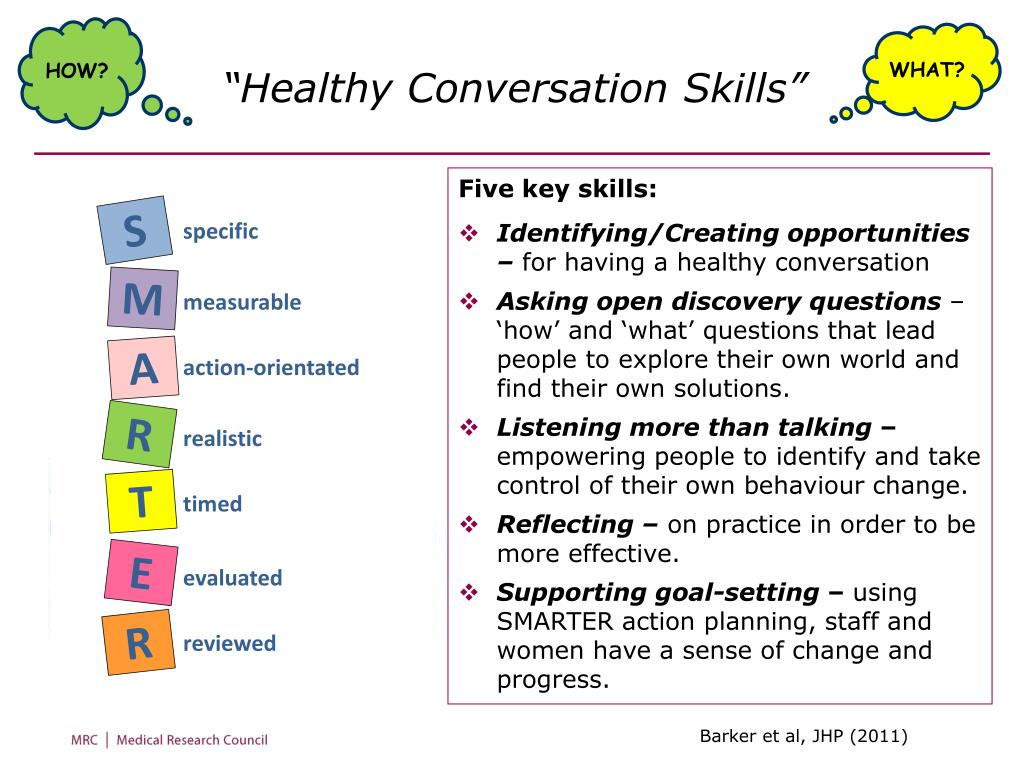 HOW?
“Healthy Conversation Skills”
WHAT?
S specific
M measurable
A action-orientated
R realistic
T timed
E evaluated
R reviewed
Five key skills:
❖ Identifying/Creating opportunities
– for having a healthy conversation
❖ Asking open discovery questions –
‘how’ and ‘what’ questions that lead
people to explore their own world and
find their own solutions.
❖ Listening more than talking –
empowering people to identify and take
control of their own behaviour change.
❖ Reflecting – on practice in order to be
more effective.
❖ Supporting goal-setting – using
SMARTER action planning, staff and
women have a sense of change and
progress.
MRC | Medical Research Council
Barker et al, JHP (2011)